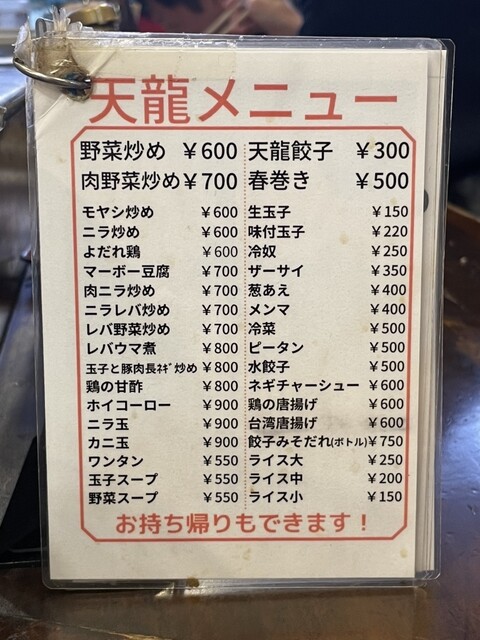 天龍メニュー
野菜炒め ￥600
肉野菜炒め￥700
モヤシ炒め ￥600
ニラ炒め ￥600
よだれ鶏 ￥600
マーボー豆腐 ￥700
肉ニラ炒め ￥700
ニラレバ炒め ￥700
レバ野菜炒め ￥700
レバウマ煮 ￥800
玉子と豚肉長ﾈｷﾞ炒め ￥800
鶏の甘酢 ￥800
ホイコーロー ￥900
ニラ玉 ￥900
カニ玉 ￥900
ワンタン ￥550
玉子スープ ￥550
野菜スープ ￥550
天龍餃子 ￥300
春巻き ￥500
生玉子 ￥150
味付玉子 ￥220
冷奴 ￥250
ザーサイ ￥350
葱あえ ￥400
メンマ ￥400
冷菜 ￥500
ピータン ￥500
水餃子 ￥500
ネギチャーシュー ￥600
鶏の唐揚げ ￥600
台湾唐揚げ ￥600
餃子みそだれ(ボトル)￥750
ライス大 ￥250
ライス中 ￥200
ライス小 ￥150
お持ち帰りもできます！